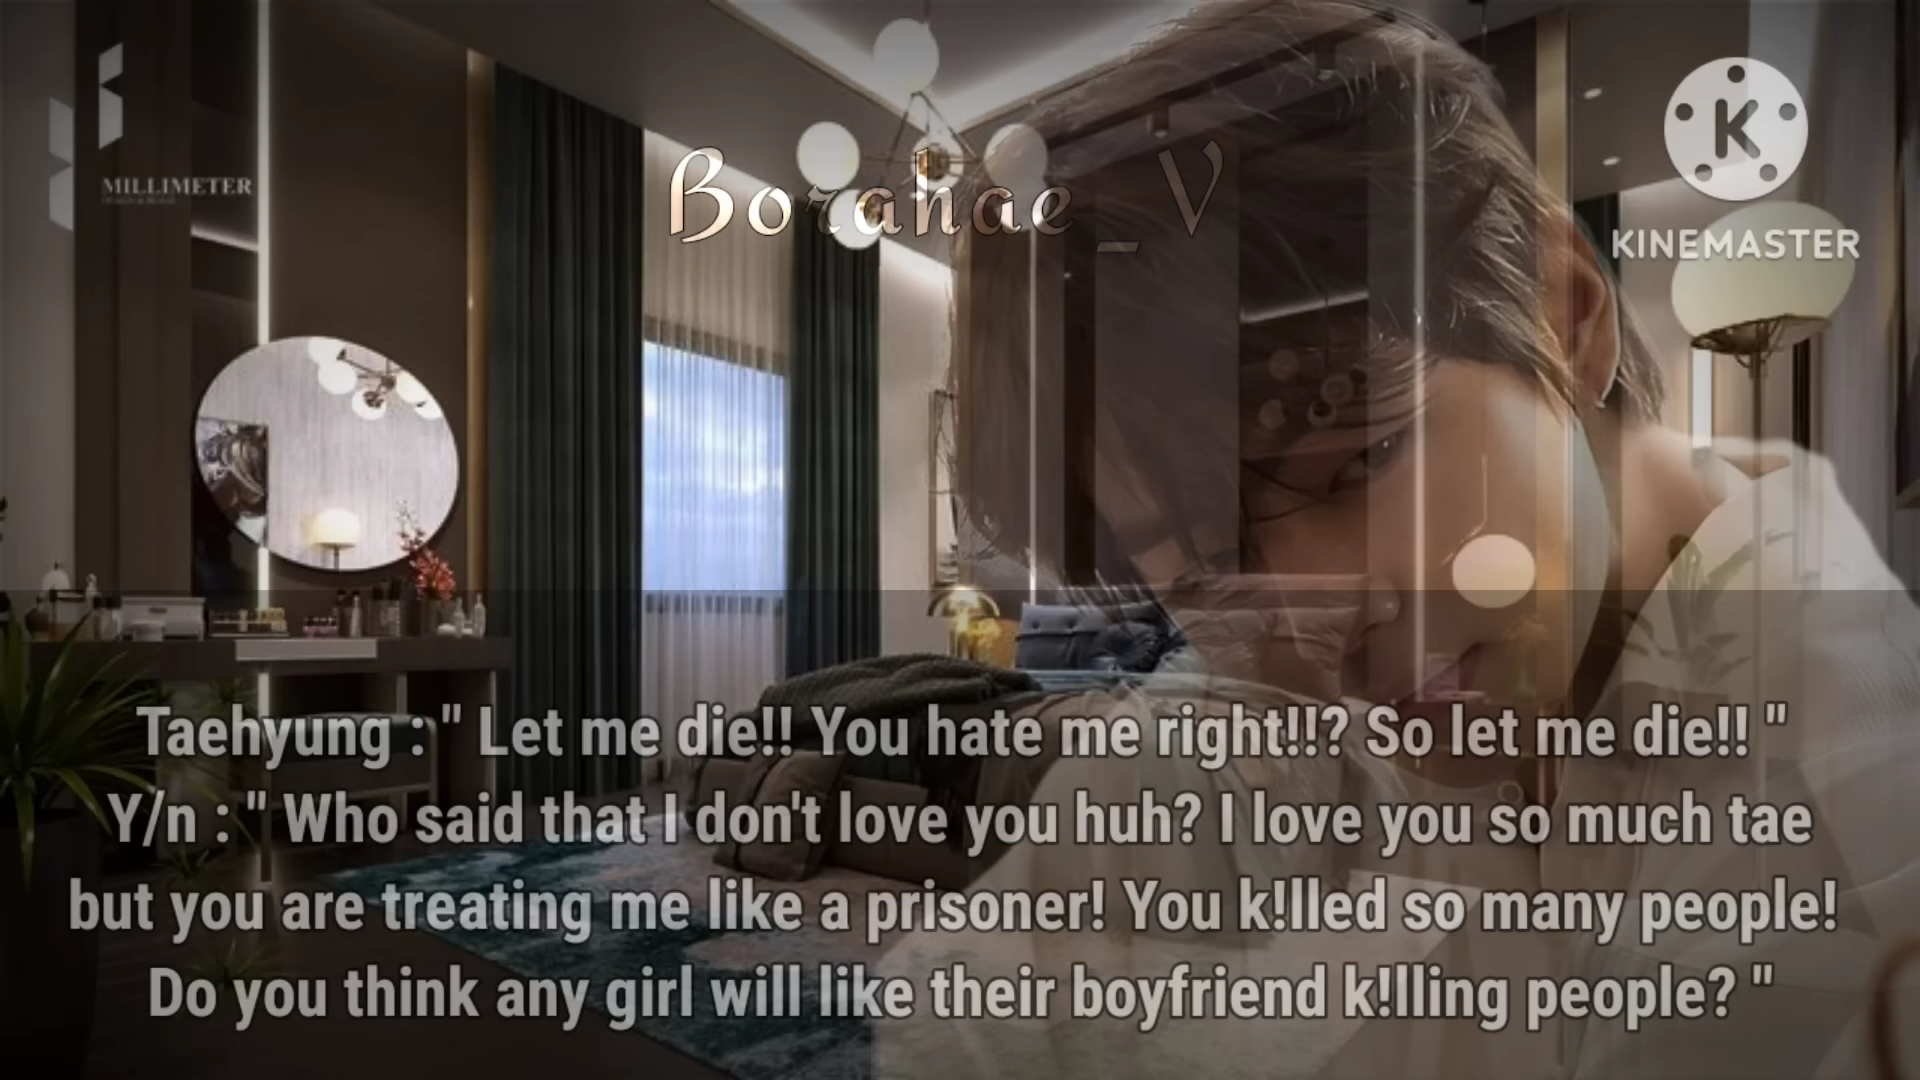 MILLIMETER
Borahae _ V
K
KINEMASTER
Taehyung : " Let me die!! You hate me right!!? So let me die!! "
Y/n : " Who said that I don't love you huh? I love you so much tae
but you are treating me like a prisoner! You k!lled so many people!
Do you think any girl will like their boyfriend k!lling people? "